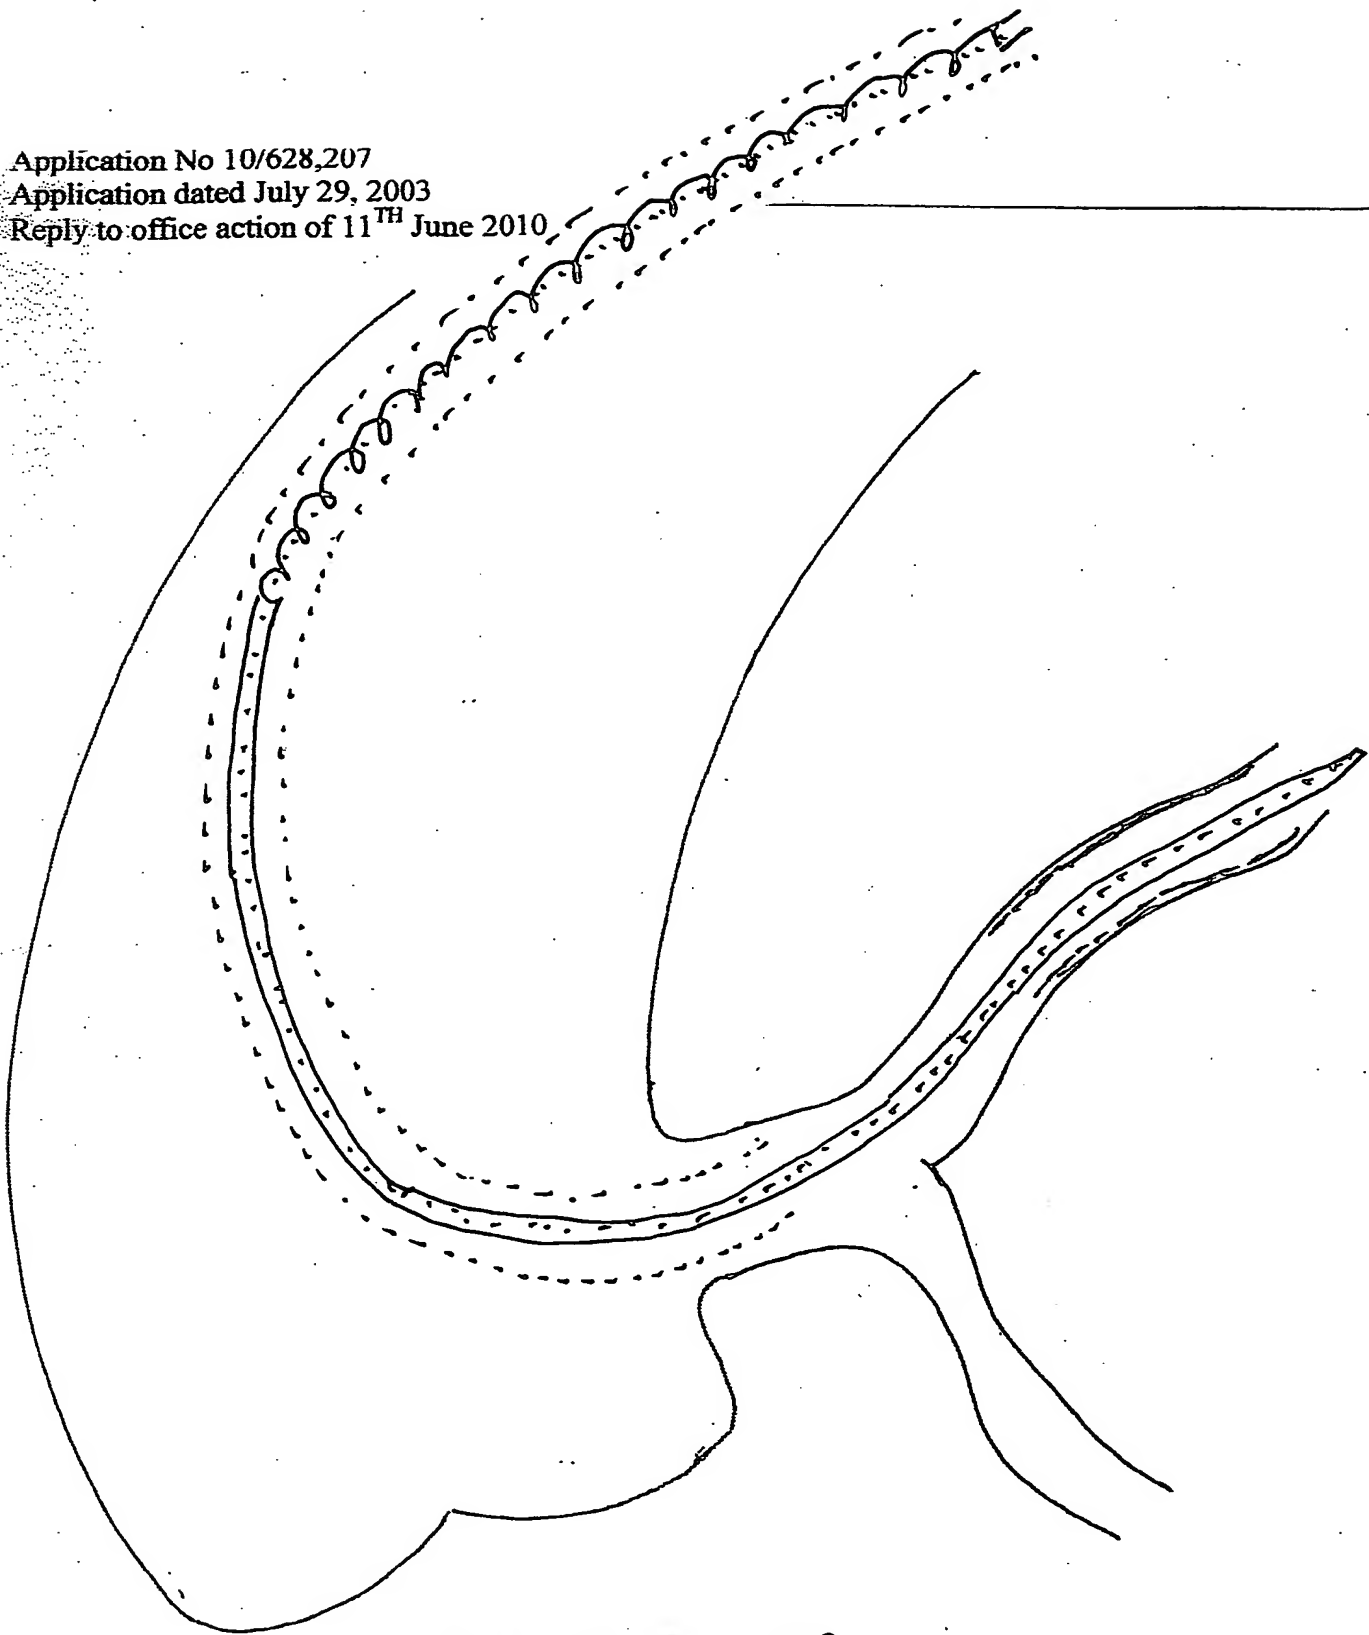 Application No 10/628,207
Application dated July 29, 2003
Reply to office action of 11TH June 2010